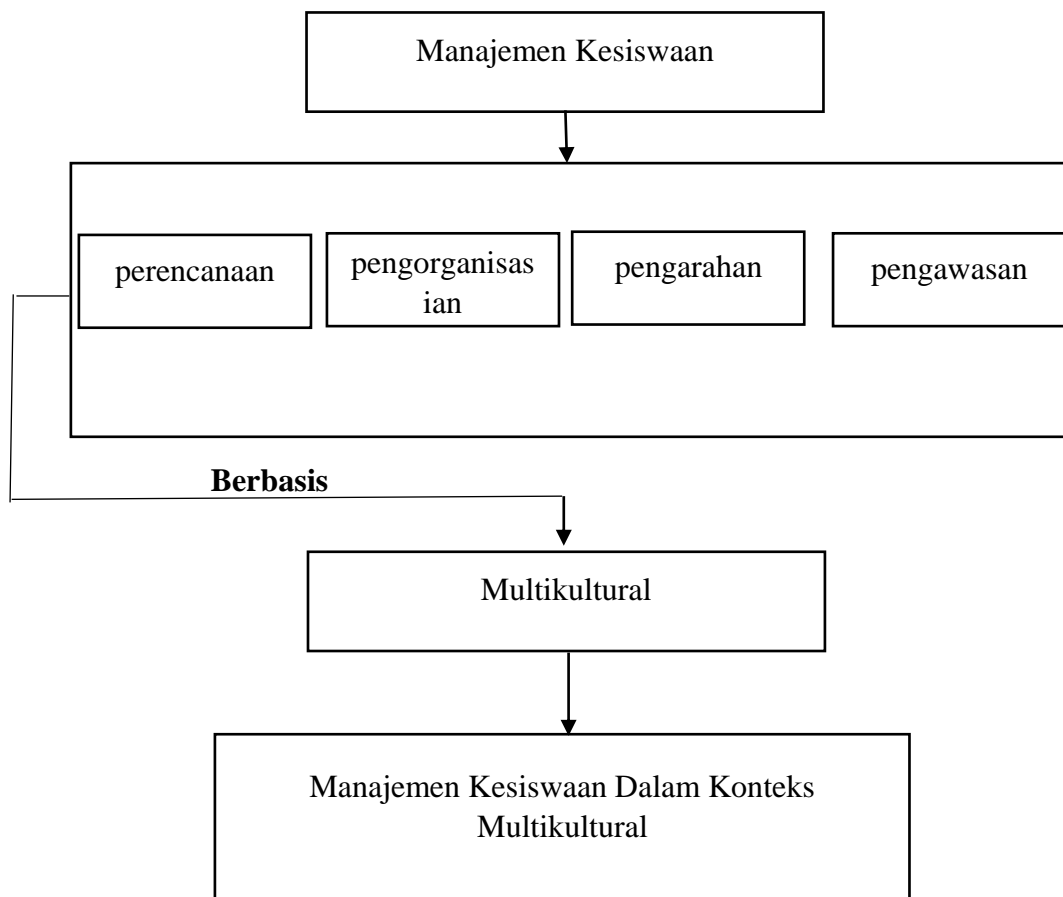 Manajemen Kesiswaan
perencanaan
pengorganisas
ian
pengarahan
pengawasan
Berbasis
Multikultural
Manajemen Kesiswaan Dalam Konteks
Multikultural